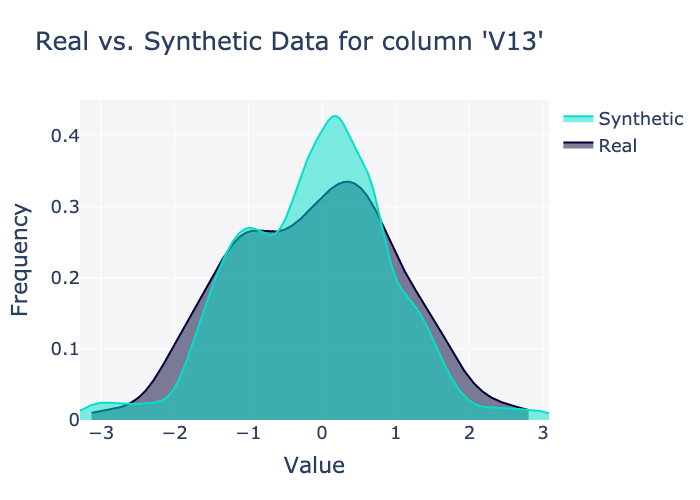 Real vs. Synthetic Data for column 'V13'
Synthetic
Real
Frequency
0.4
0.3
0.2
0.1
0
−3
−2
−1
0
1
2
3
Value